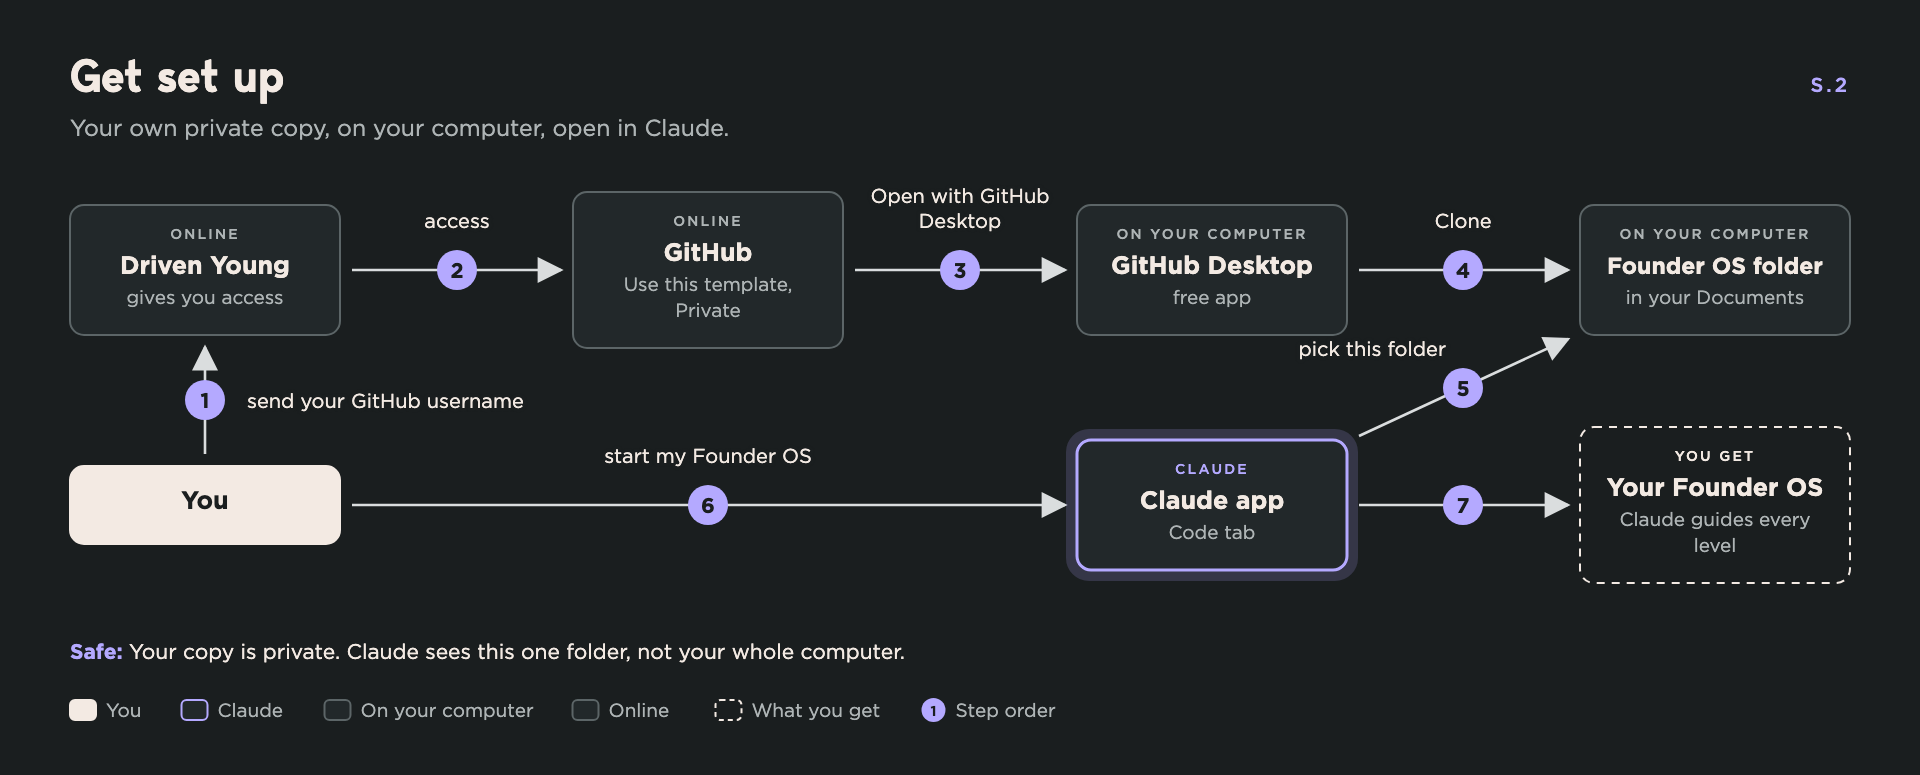 Get set up
S.2
Your own private copy, on your computer, open in Claude.
ONLINE
Driven Young
gives you access
access
2
ONLINE
GitHub
Use this template,
Private
Open with GitHub
Desktop
3
ON YOUR COMPUTER
GitHub Desktop
free app
Clone
4
ON YOUR COMPUTER
Founder OS folder
in your Documents
1
send your GitHub username
pick this folder
5
You
start my Founder OS
6
CLAUDE
Claude app
Code tab
7
YOU GET
Your Founder OS
Claude guides every
level
Safe: Your copy is private. Claude sees this one folder, not your whole computer.
You
Claude
On your computer
Online
What you get
1
Step order